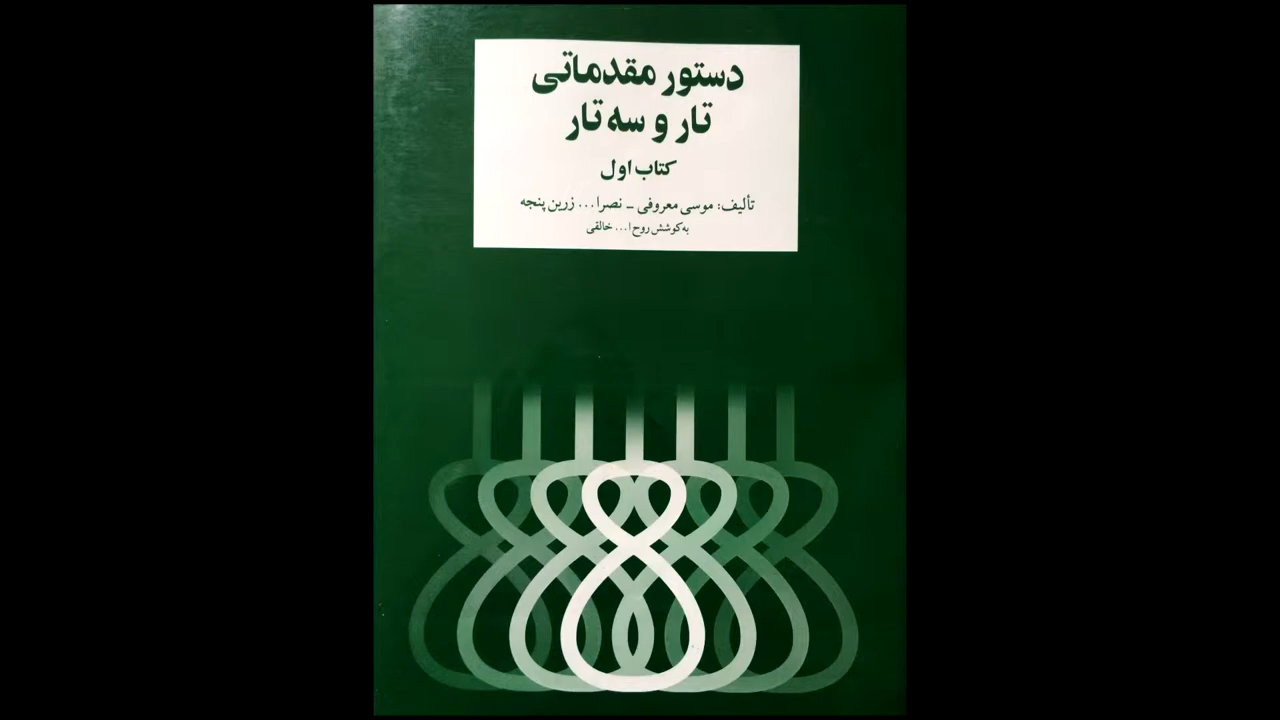 دستور مقدماتی
تار و سه تار
کتاب اول
تألیف: موسی معروفی ـ نصرا... زرین پنجه
به کوشش روح ا... خالقی